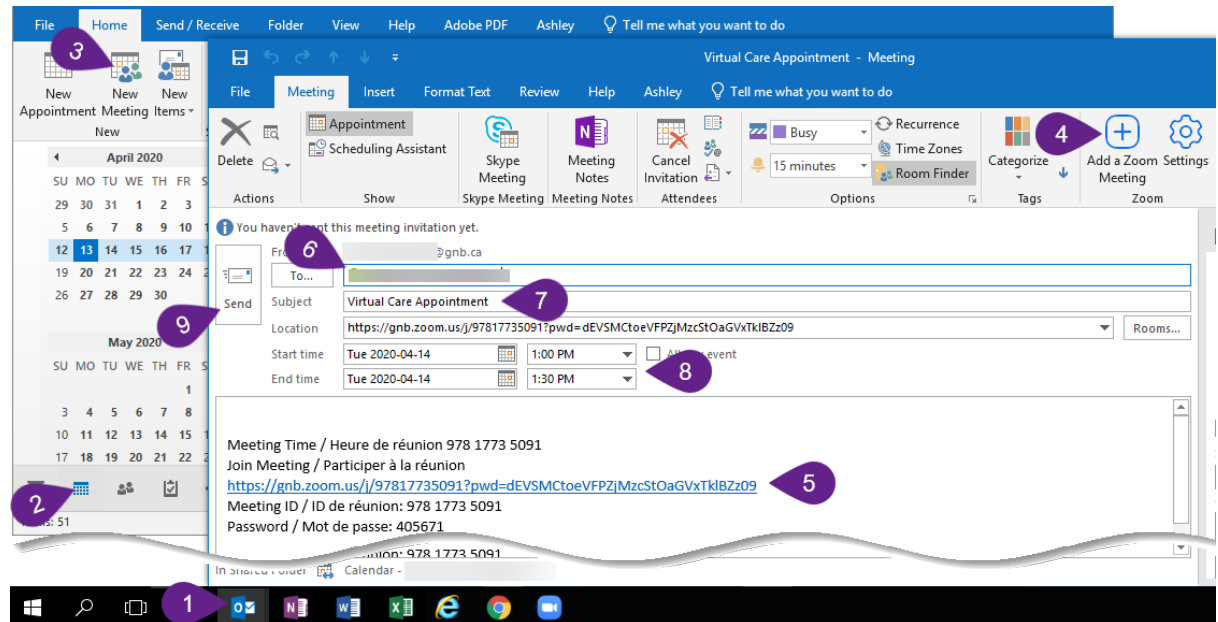 File Home Send / Receive Folder View Help Adobe PDF Ashley Tell me what you want to do
3
New Appointment
New Meeting
New Items
New
Virtual Care Appointment - Meeting
File Meeting Insert Format Text Review Help Ashley Tell me what you want to do
Delete
Actions
Appointment
Scheduling Assistant
Show
Skype Meeting
Skype Meeting
Meeting Notes
Meeting Notes
Cancel Invitation
Attendees
Busy
15 minutes
Recurrence
Time Zones
Room Finder
Options
Categorize
Tags
4
Add a Zoom Meeting
Settings
Zoom
April 2020
SU MO TU WE TH FR S
29 30 31 1 2 3
5 6 7 8 9 10 1
12 13 14 15 16 17 1
19 20 21 22 23 24 2
26 27 28 29 30
May 2020
SU MO TU WE TH FR S
1
3 4 5 6 7 8
10 11 12 13 14 15 1
17 18 19 20 21 22 2
2
: 51
You haven't sent this meeting invitation yet.
6
@gnb.ca
To...
Send
9
Subject Virtual Care Appointment
7
Location https://gnb.zoom.us/j/97817735091?pwd=dEVSMCtoeVFPZjMzcStOaGVxTklBZz09 Rooms...
Start time Tue 2020-04-14 1:00 PM event
End time Tue 2020-04-14 1:30 PM
8
Meeting Time / Heure de réunion 978 1773 5091
Join Meeting / Participer à la réunion
https://gnb.zoom.us/j/97817735091?pwd=dEVSMCtoeVFPZjMzcStOaGVxTklBZz09
5
Meeting ID / ID de réunion: 978 1773 5091
Password / Mot de passe: 405671
réunion: 978 1773 5091
In Shared Folder Calendar -
1